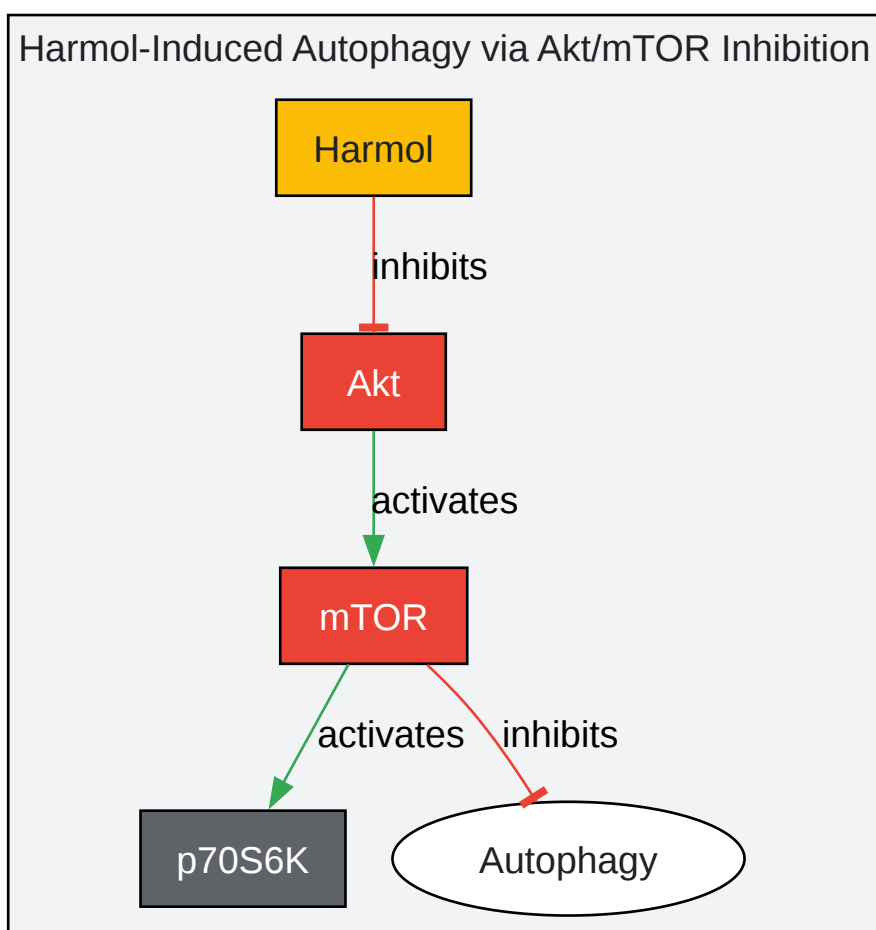 Harmol-Induced Autophagy via Akt/mTOR Inhibition
Harmol
inhibits
Akt
activates
mTOR
activates
inhibits
p70S6K
Autophagy